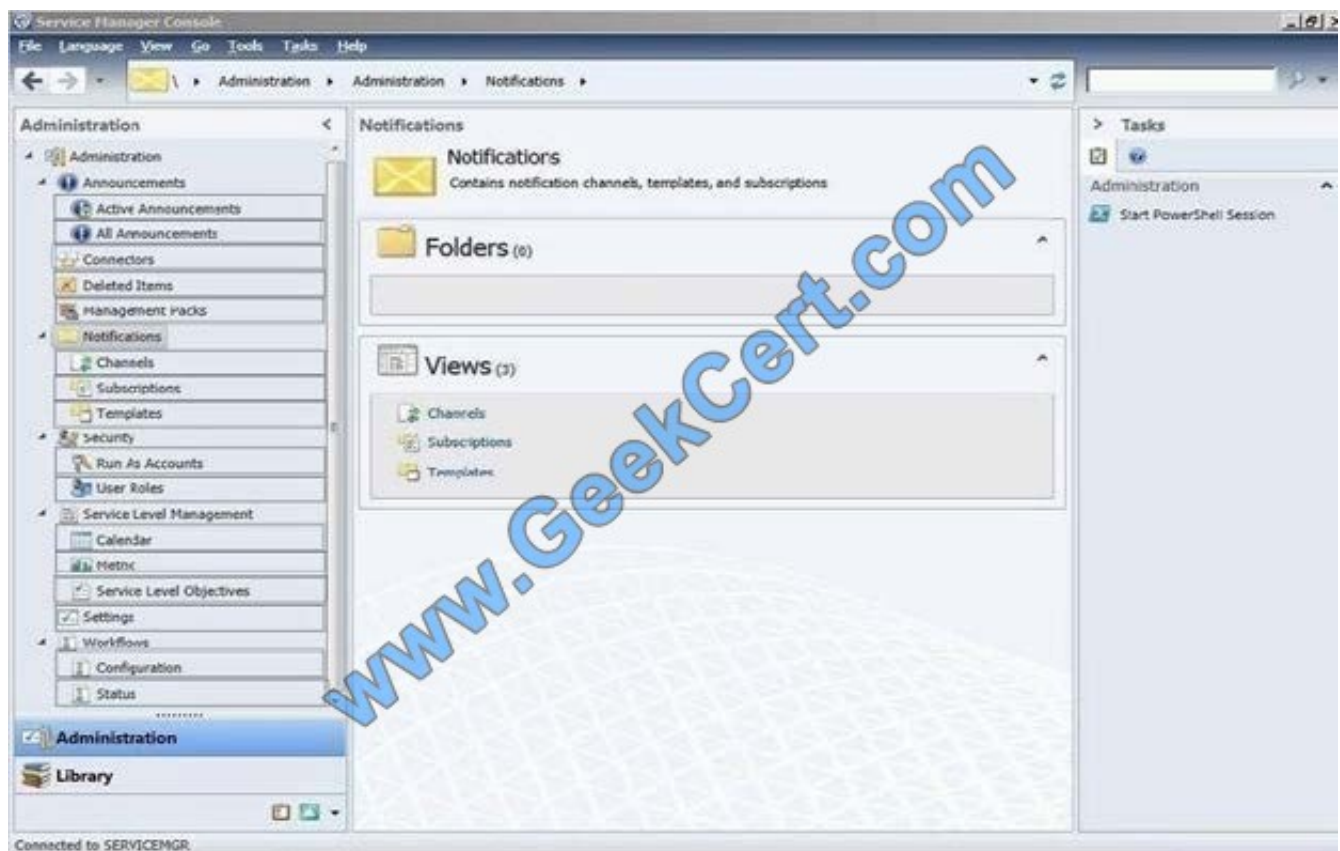 Service Manager Console
File Language View Go Tools Tasks Help
\ Administration Administration Notifications
Administration <
Administration
Announcements
Active Announcements
All Announcements
Connectors
Deleted Items
Management Packs
Notifications
Channels
Subscriptions
Templates
Security
Run As Accounts
User Roles
Service Level Management
Calendar
Metric
Service Level Objectives
Settings
Workflows
Configuration
Status
Administration
Library
Connected to SERVICEMGR
Notifications
Notifications
Contains notification channels, templates, and subscriptions
Folders (0)
Views (3)
Channels
Subscriptions
Templates
> Tasks
Administration
Start PowerShell Session
www.GeekCert.com